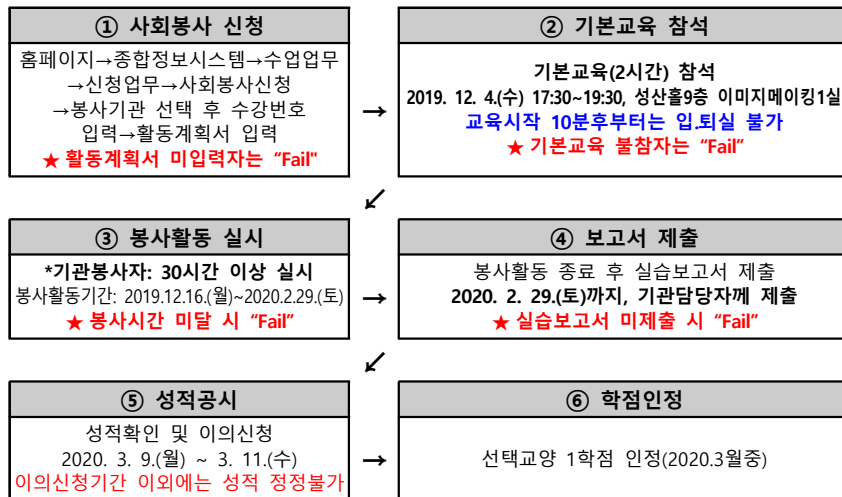 ① 사회봉사 신청
홈페이지→종합정보시스템→수업업무
→신청업무→사회봉사신청
→봉사기관 선택 후 수강번호
입력→활동계획서 입력
★ 활동계획서 미입력자는 “Fail"
→
② 기본교육 참석
기본교육(2시간) 참석
2019. 12. 4.(수) 17:30~19:30, 성산홀9층 이미지메이킹1실
교육시작 10분후부터는 입.퇴실 불가
★ 기본교육 불참자는 “Fail”
↙
③ 봉사활동 실시
*기관봉사자: 30시간 이상 실시
봉사활동기간: 2019.12.16.(월)~2020.2.29.(토)
★ 봉사시간 미달 시 “Fail”
→
④ 보고서 제출
봉사활동 종료 후 실습보고서 제출
2020. 2. 29.(토)까지, 기관담당자께 제출
★ 실습보고서 미제출 시 “Fail”
↙
⑤ 성적공시
성적확인 및 이의신청
2020. 3. 9.(월) ~ 3. 11.(수)
이의신청기간 이외에는 성적 정정불가
→
⑥ 학점인정
선택교양 1학점 인정(2020.3월중)